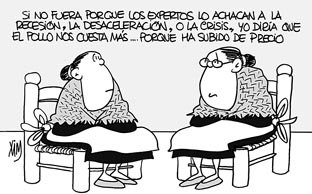 SI NO FUERA PORQUE LOS EXPERTOS LO ACHACAN A LA
RECESIÓN, LA DESACELERACIÓN, O LA CRISIS, YO DIRÍA QUE
EL POLLO NOS CUESTA MÁS.... PORQUE HA SUBIDO DE PRECIO
XIM